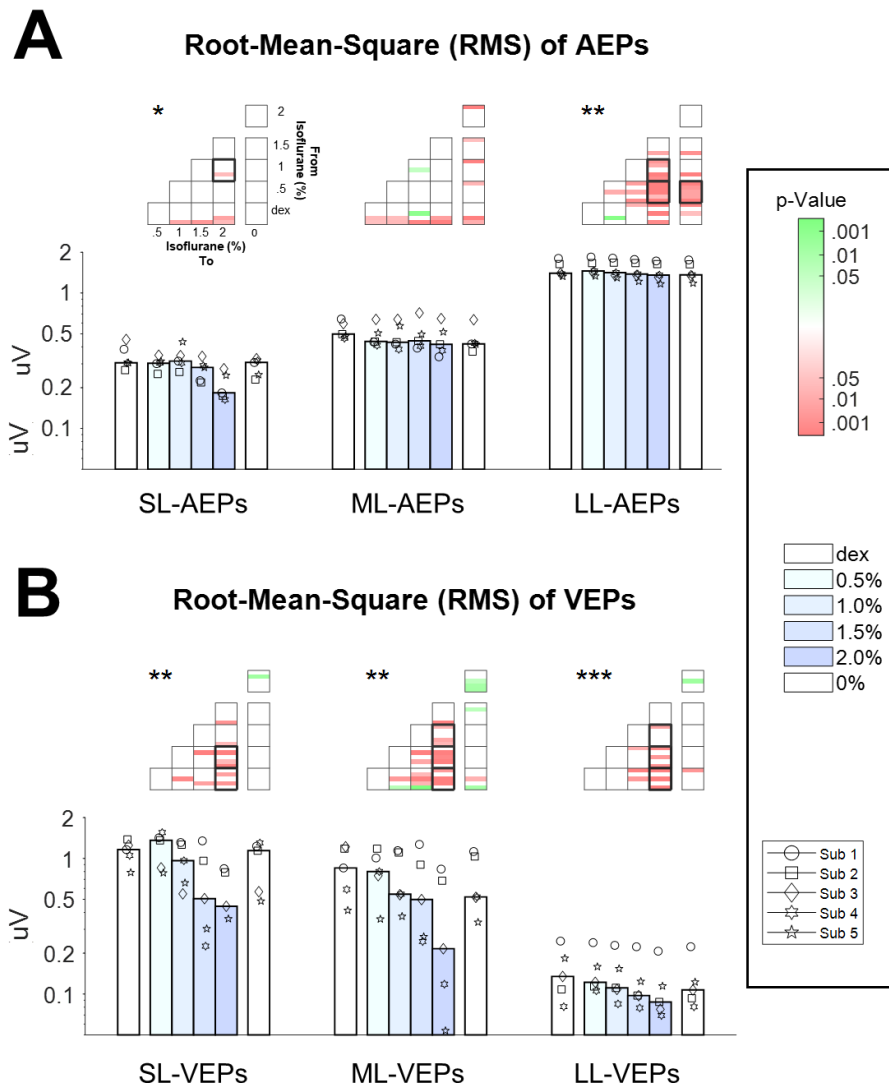 A
Root-Mean-Square (RMS) of AEPs
*
**
2
1.5
1
.5
dex
From
Isoflurane (%)
.5 1 1.5 2 0
Isoflurane (%)
To
p-Value
.001
.01
.05
.05
.01
.001
2
1
0.5
0.2
0.1
uV
uV
SL-AEPs ML-AEPs LL-AEPs
dex
0.5%
1.0%
1.5%
2.0%
0%
B
Root-Mean-Square (RMS) of VEPs
** ** ***
2
1
0.5
0.2
0.1
uV
SL-VEPs ML-VEPs LL-VEPs
Sub 1
Sub 2
Sub 3
Sub 4
Sub 5